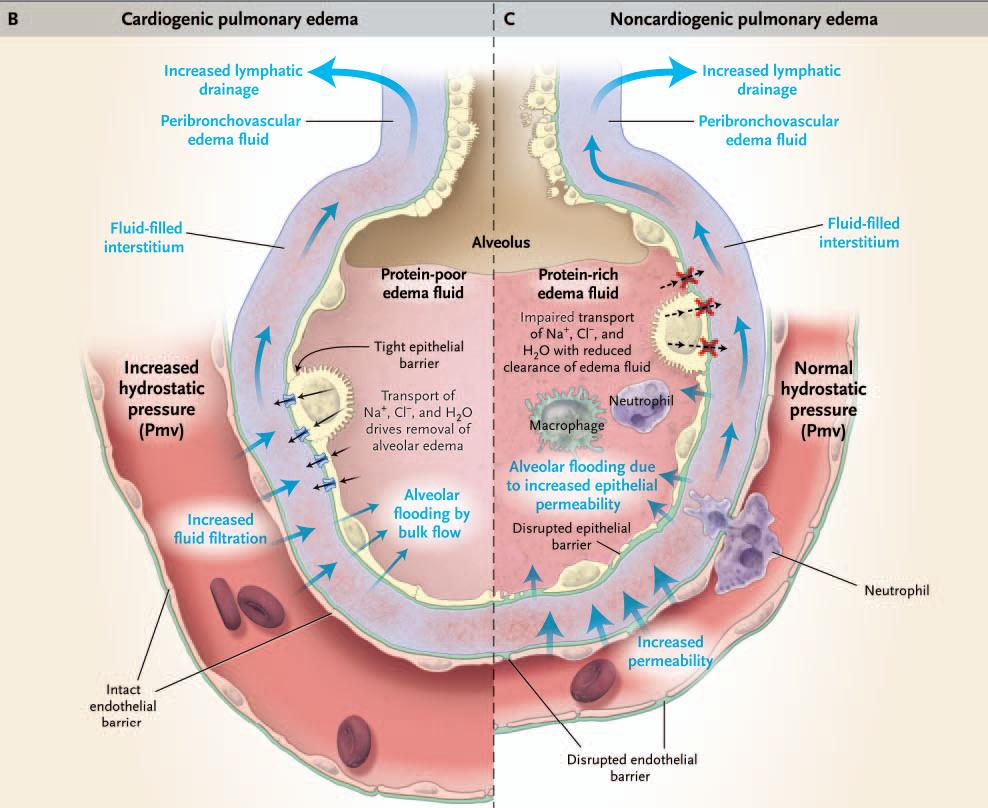 B
Cardiogenic pulmonary edema
Increased lymphatic
drainage
Peribronchovascular
edema fluid
Fluid-filled
interstitium
Alveolus
Protein-poor
edema fluid
Increased
hydrostatic
pressure
(Pmv)
Tight epithelial
barrier
Transport of
Na⁺, Cl⁻, and H₂O
drives removal of
alveolar edema
Alveolar
flooding by
bulk flow
Increased
fluid filtration
Intact
endothelial
barrier
C
Noncardiogenic pulmonary edema
Increased lymphatic
drainage
Peribronchovascular
edema fluid
Fluid-filled
interstitium
Protein-rich
edema fluid
Impaired transport
of Na⁺, Cl⁻, and
H₂O with reduced
clearance of edema fluid
Normal
hydrostatic
pressure
(Pmv)
Neutrophil
Macrophage
Alveolar flooding due
to increased epithelial
permeability
Disrupted epithelial
barrier
Neutrophil
Increased
permeability
Disrupted endothelial
barrier